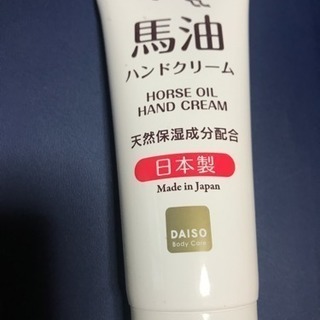 馬油
ハンドクリーム
HORSE OIL
HAND CREAM
天然保湿成分配合
日本製
Made in Japan
DAISO
Body Care